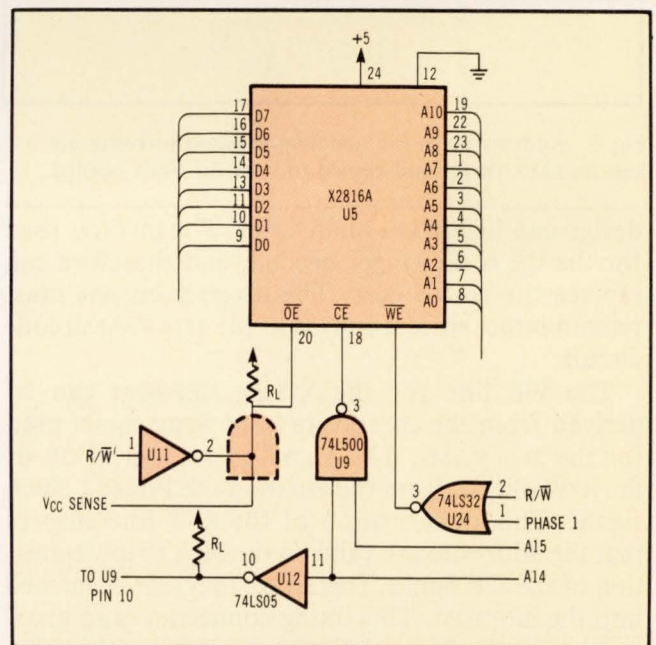 +5
24
12
17 D7
16 D6
15 D5
14 D4
13 D3
11 D2
10 D1
9 D0
X2816A
U5
A10 19
A9 22
A8 23
A7 1
A6 2
A5 3
A4 4
A3 5
A2 6
A1 7
A0 8
OE
CE
WE
20
18
RL
3
R/W 1
U11
2
74L500
U9
3
74LS32
U24
2 R/W
1 PHASE 1
VCC SENSE
RL
A15
TO U9
PIN 10
10
U12
11
A14
74LS05